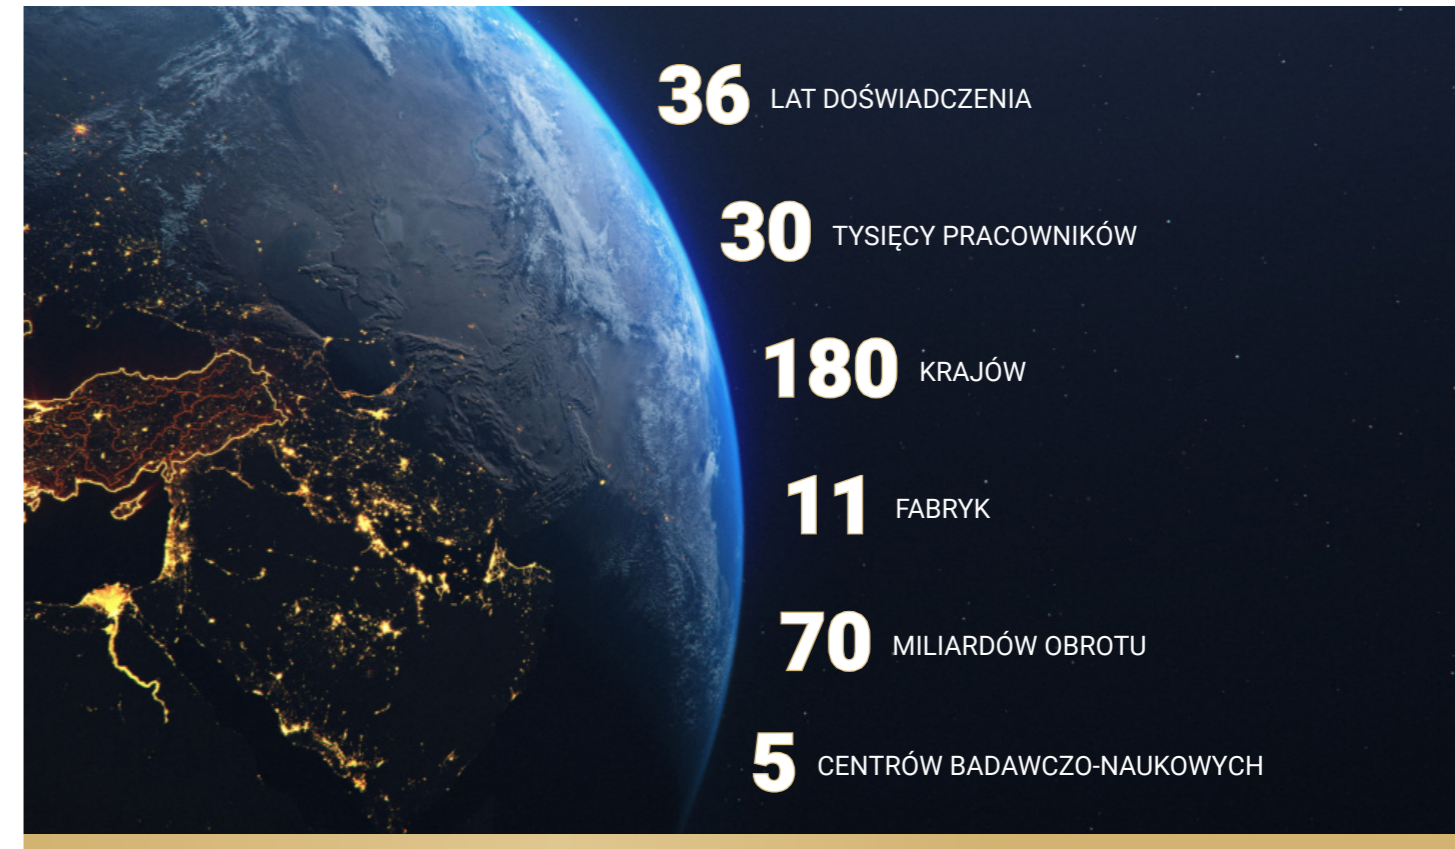 36 LAT DOŚWIADCZENIA
30 TYSIĘCY PRACOWNIKÓW
180 KRAJÓW
11 FABRYK
70 MILIARDÓW OBROTU
5 CENTRÓW BADAWCZO-NAUKOWYCH